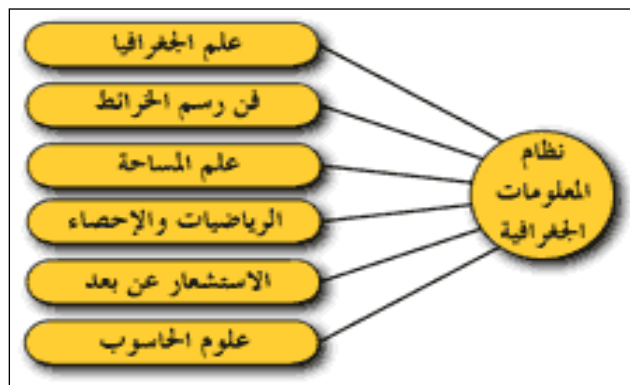 علم الجغرافيا
فن رسم الخرائط
علم المساحة
الرياضيات والإحصاء
الاستشعار عن بعد
علوم الحاسوب
نظام
المعلومات
الجغرافية